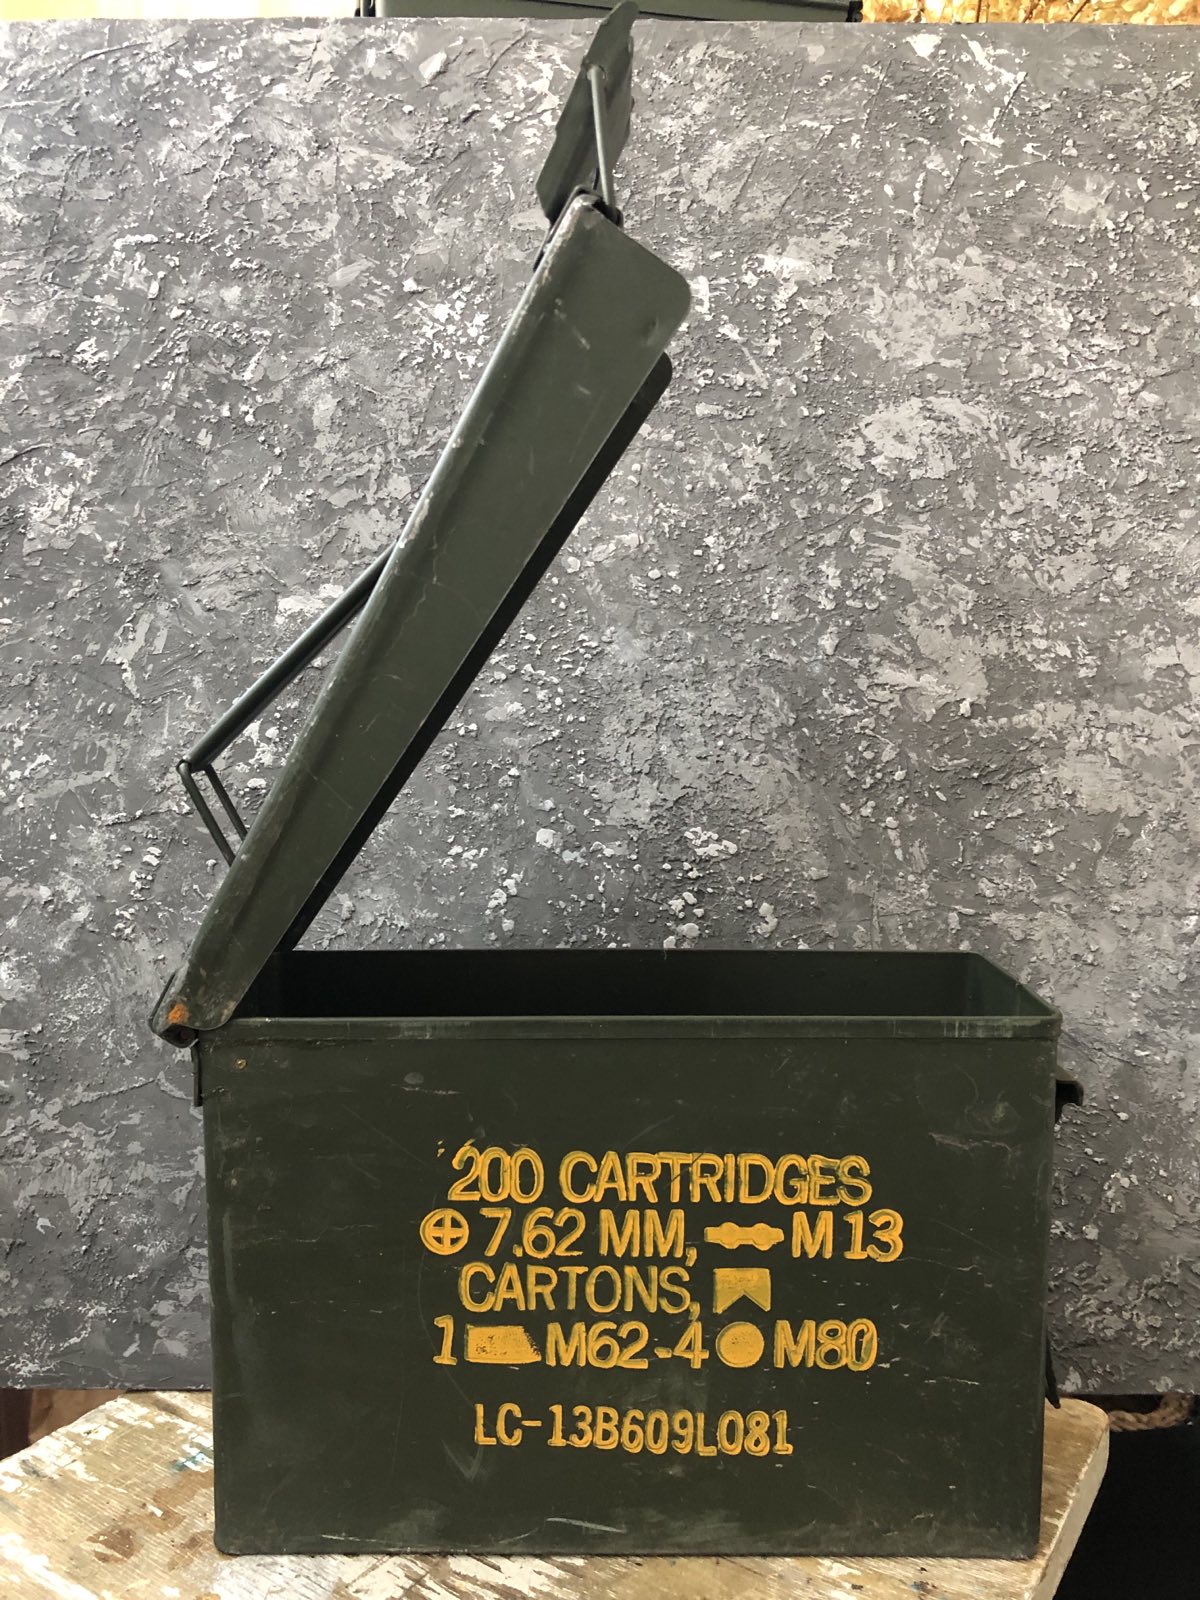 200 CARTRIDGES
7.62 MM, M13
CARTONS,
1 M62-4 M80
LC-13B609L081